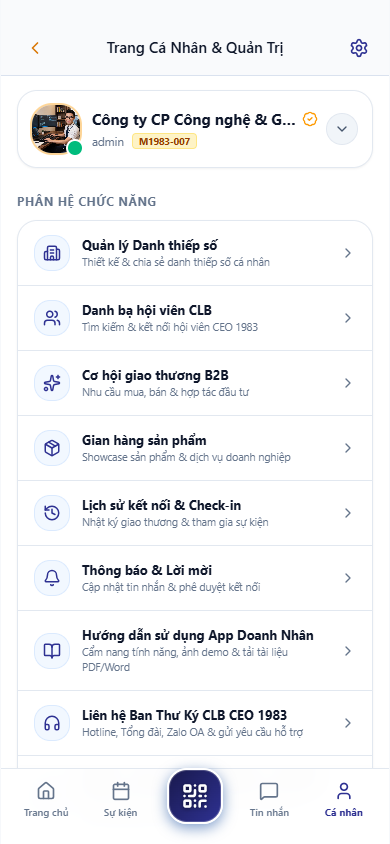 Trang Cá Nhân & Quản Trị
Công ty CP Công nghệ & G...
admin M1983-007
PHÂN HỆ CHỨC NĂNG
Quản lý Danh thiếp số
Thiết kế & chia sẻ danh thiếp số cá nhân
Danh bạ hội viên CLB
Tìm kiếm & kết nối hội viên CEO 1983
Cơ hội giao thương B2B
Nhu cầu mua, bán & hợp tác đầu tư
Gian hàng sản phẩm
Showcase sản phẩm & dịch vụ doanh nghiệp
Lịch sử kết nối & Check-in
Nhật ký giao thương & tham gia sự kiện
Thông báo & Lời mời
Cập nhật tin nhắn & phê duyệt kết nối
Hướng dẫn sử dụng App Doanh Nhân
Cẩm nang tính năng, ảnh demo & tải tài liệu
PDF/Word
Liên hệ Ban Thư Ký CLB CEO 1983
Hotline, Tổng đài, Zalo OA & gửi yêu cầu hỗ trợ
Trang chủ Sự kiện Tin nhắn Cá nhân